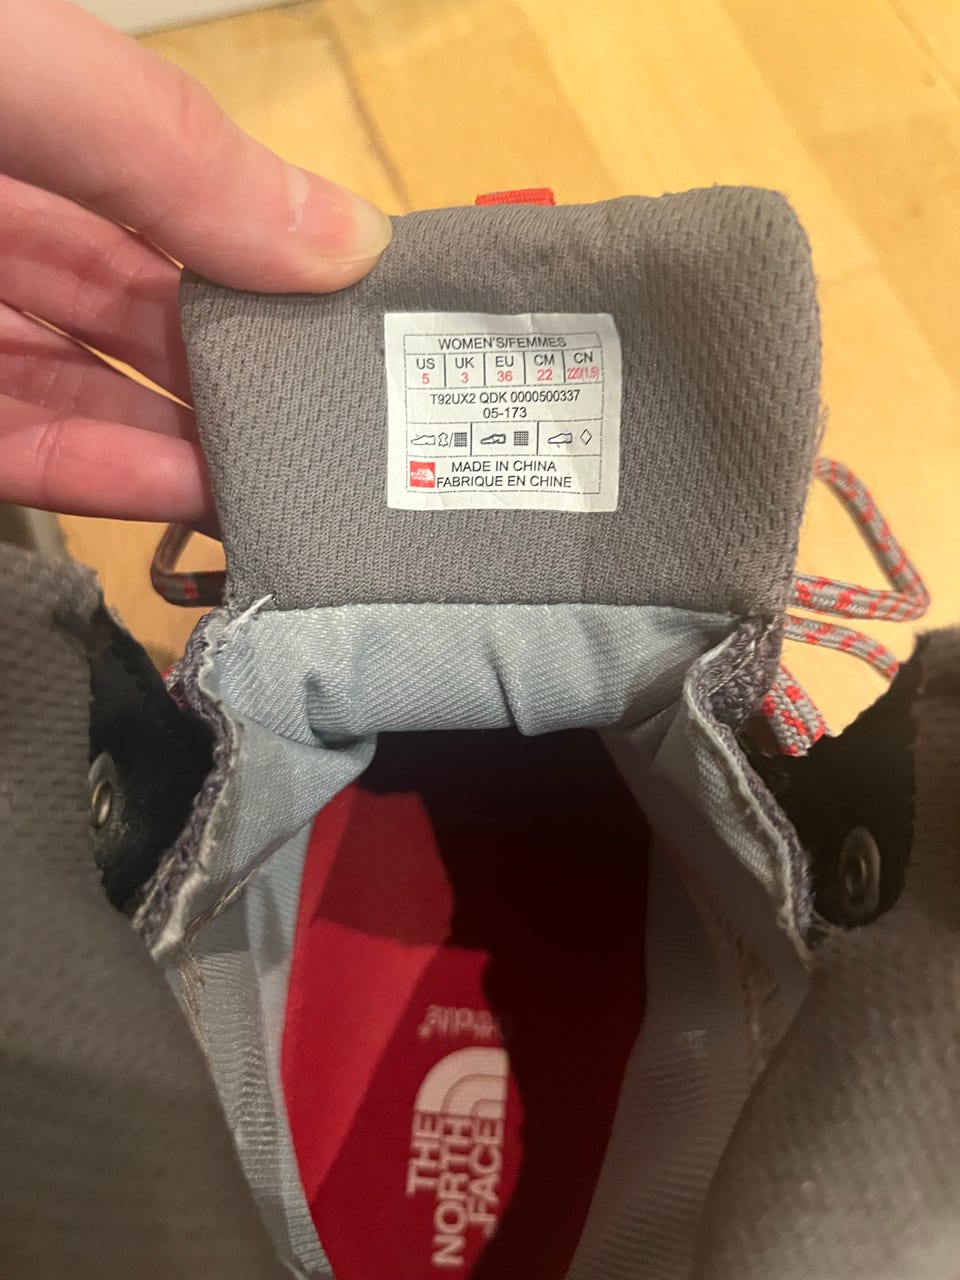 WOMEN'S/FEMMES
US UK EU CM CN
5 3 36 22 220(1.5)
T92UX2 QDK 0000500337
05-173
MADE IN CHINA
FABRIQUE EN CHINE
THE
NORTH
FACE